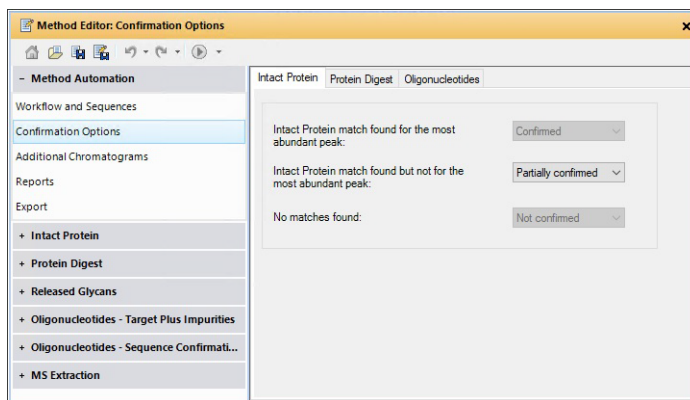 Method Editor: Confirmation Options
– Method Automation
Workflow and Sequences
Confirmation Options
Additional Chromatograms
Reports
Export
+ Intact Protein
+ Protein Digest
+ Released Glycans
+ Oligonucleotides - Target Plus Impurities
+ Oligonucleotides - Sequence Confirmati...
+ MS Extraction
Intact Protein Protein Digest Oligonucleotides
Intact Protein match found for the most
abundant peak:
Confirmed
Intact Protein match found but not for the
most abundant peak:
Partially confirmed
No matches found:
Not confirmed